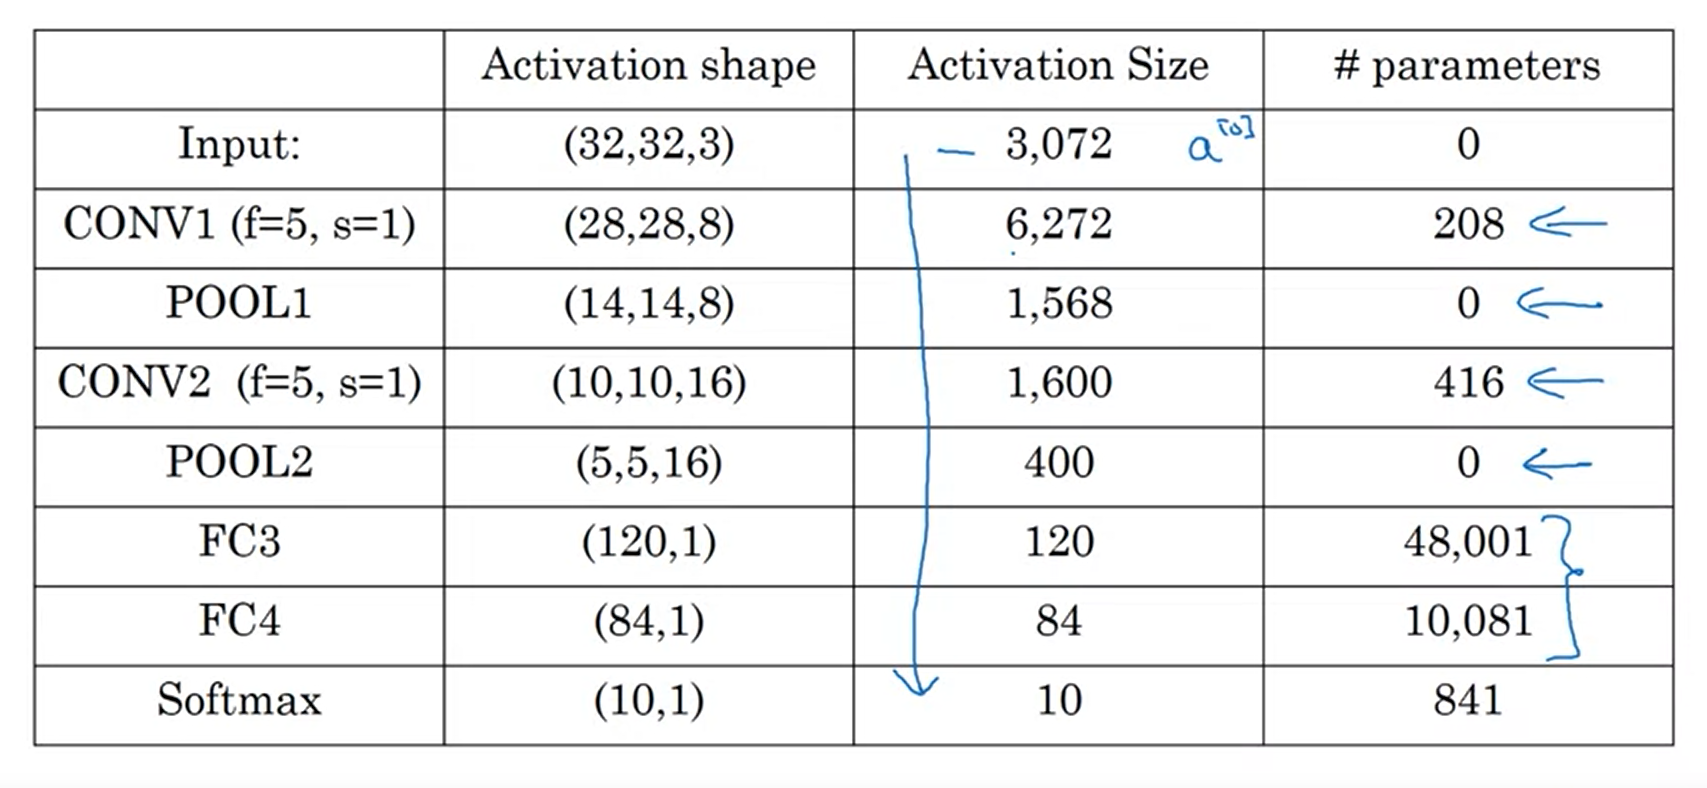 Activation shape Activation Size # parameters
Input: (32,32,3) — 3,072 a[0] 0
CONV1 (f=5, s=1) (28,28,8) 6,272 208 ←
POOL1 (14,14,8) 1,568 0 ←
CONV2 (f=5, s=1) (10,10,16) 1,600 416 ←
POOL2 (5,5,16) 400 0 ←
FC3 (120,1) 120 48,001
FC4 (84,1) 84 10,081
Softmax (10,1) 10 841